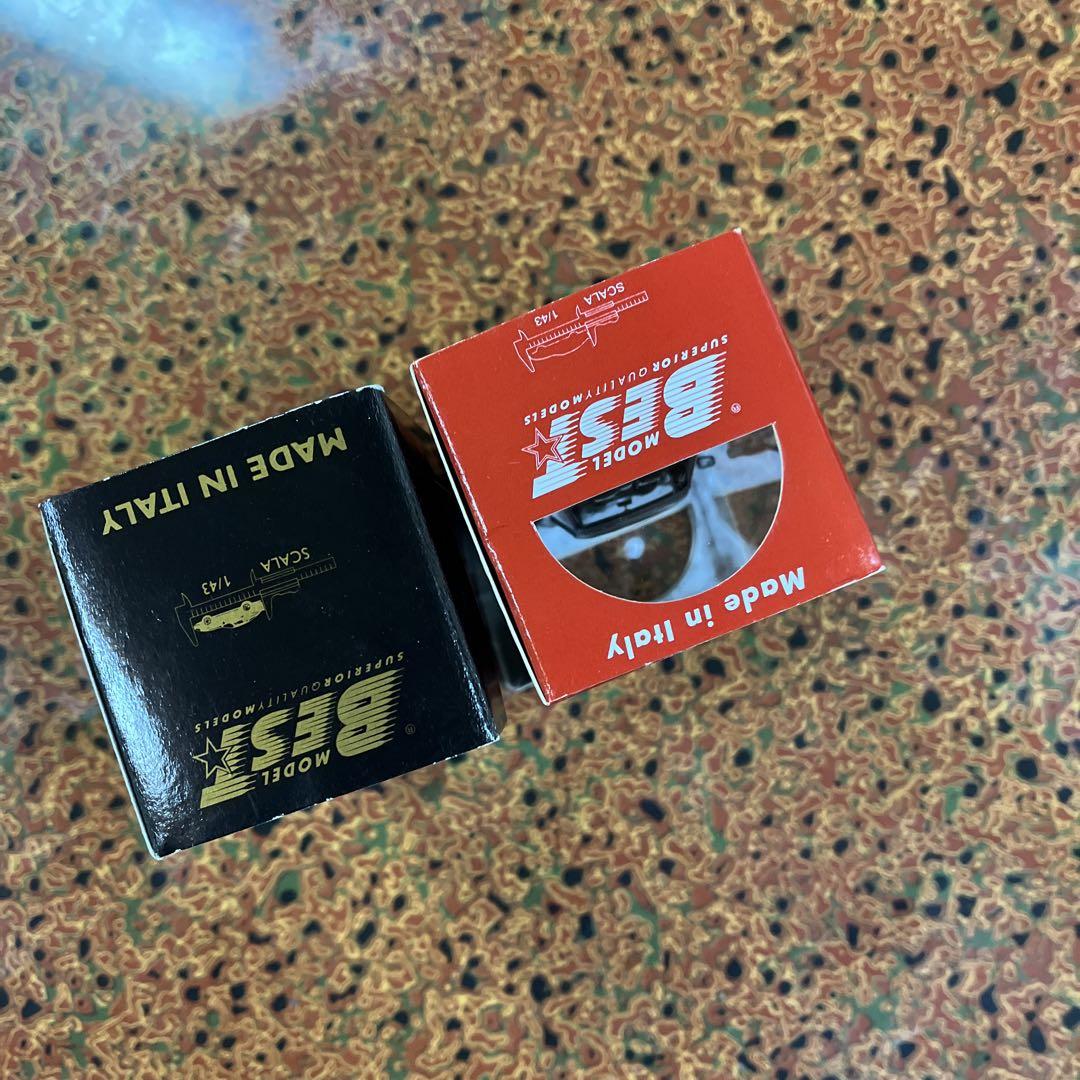 MADE IN ITALY
SCALA
1/43
SUPERIOR QUALITY MODELS
BEST
MODEL
®
SCALA
1/43
SUPERIOR QUALITY MODELS
BEST
MODEL
®
Made in Italy